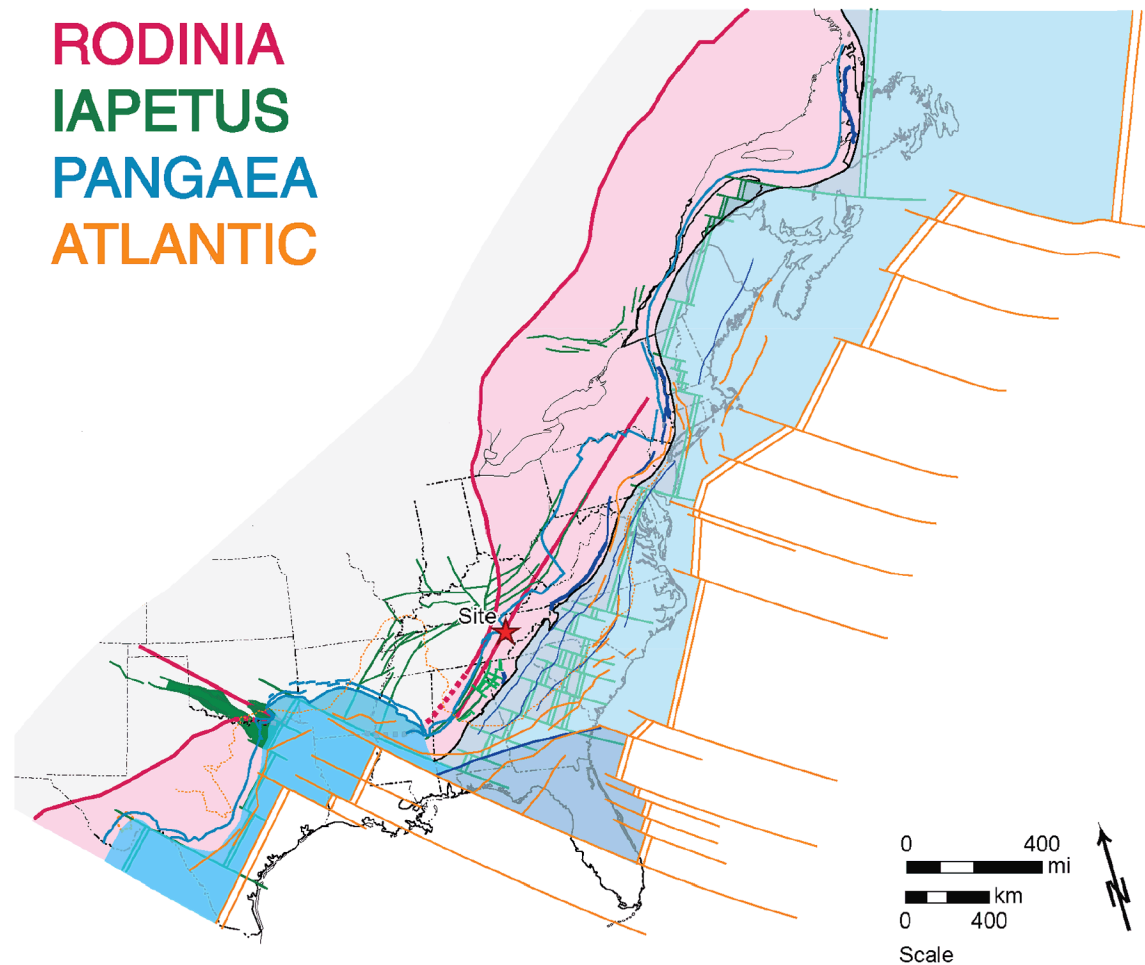 RODINIA
IAPETUS
PANGAEA
ATLANTIC
Site
0 400
mi
km
0 400
Scale
N